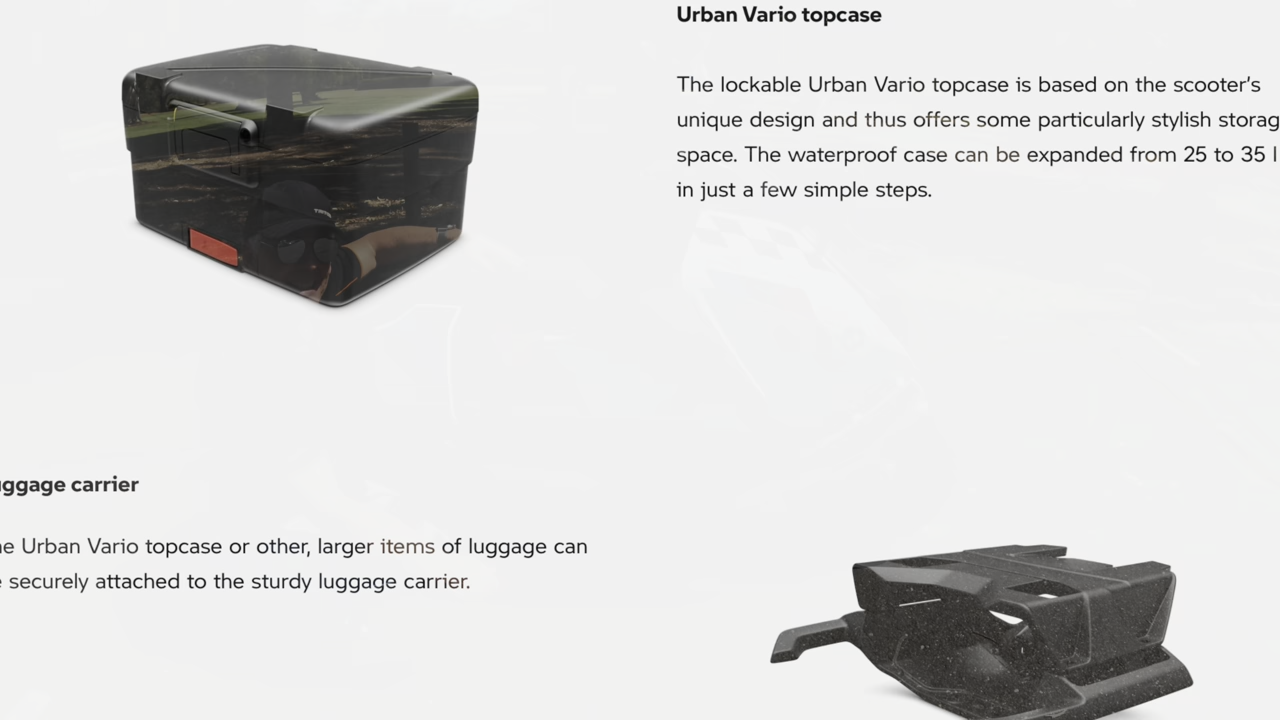 Urban Vario topcase
The lockable Urban Vario topcase is based on the scooter's
unique design and thus offers some particularly stylish storag
space. The waterproof case can be expanded from 25 to 35 l
in just a few simple steps.
uggage carrier
e Urban Vario topcase or other, larger items of luggage can
securely attached to the sturdy luggage carrier.